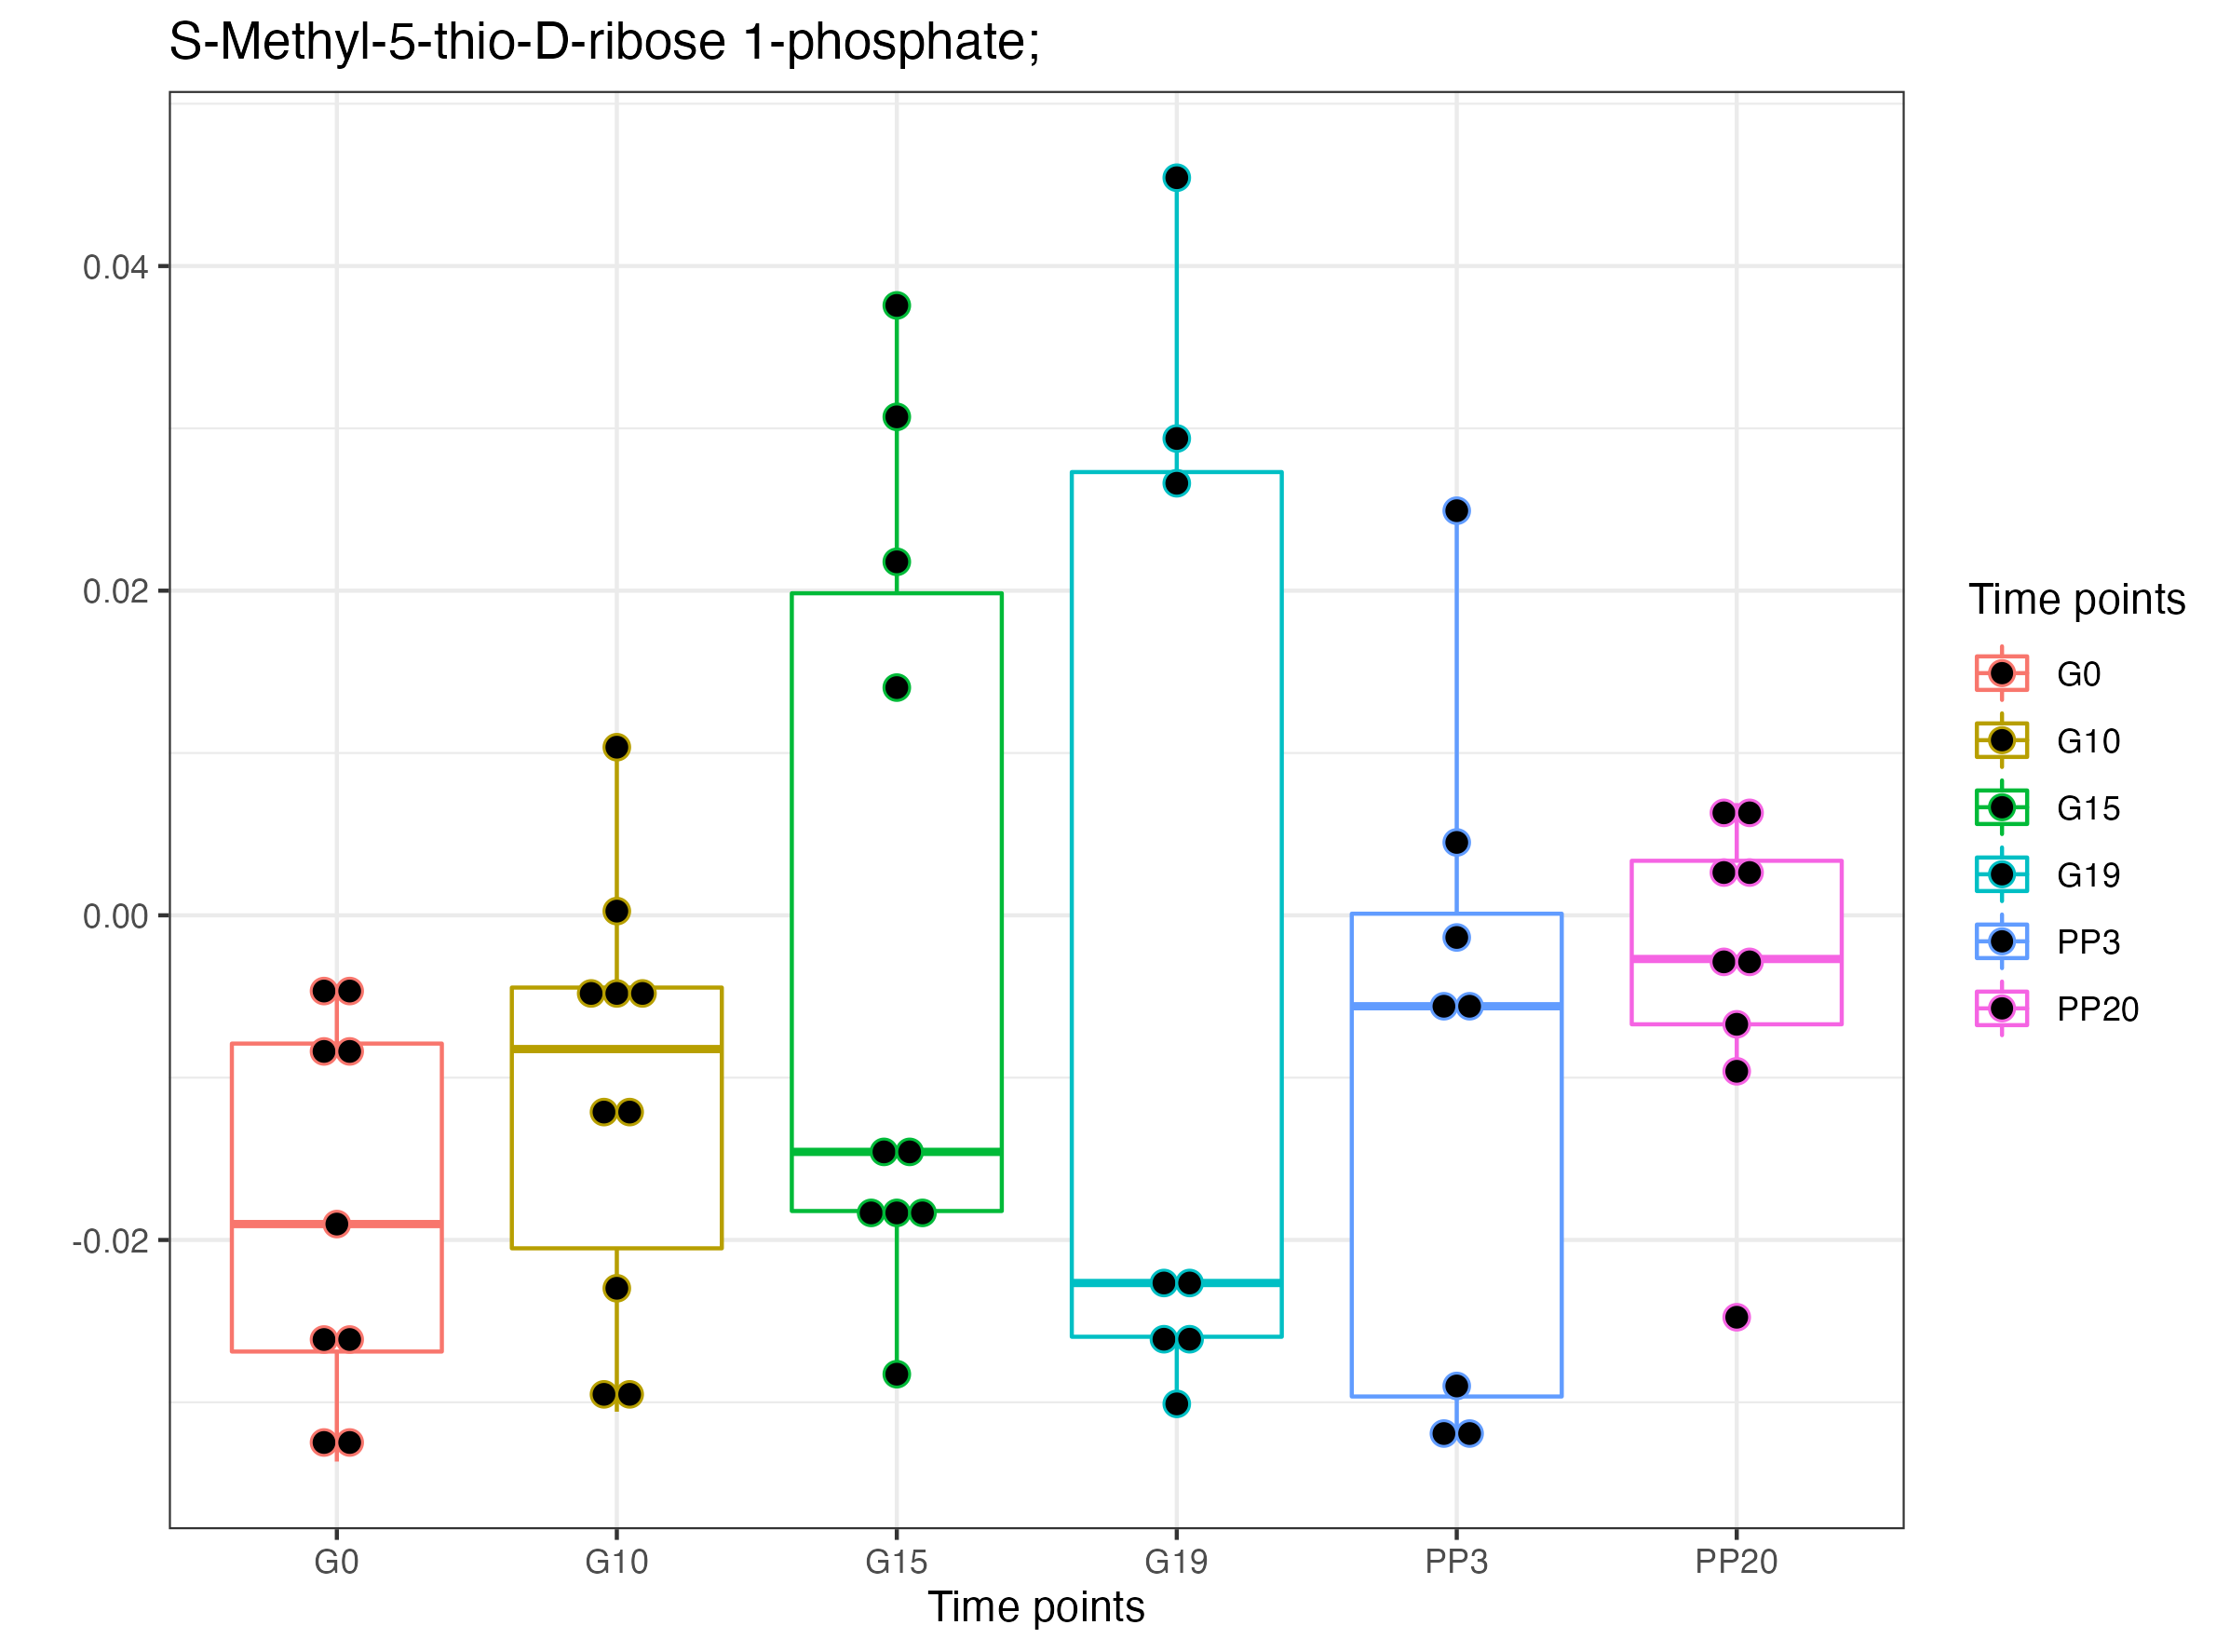 S-Methyl-5-thio-D-ribose 1-phosphate;
0.04
0.02
0.00
-0.02
G0 G10 G15 G19 PP3 PP20
Time points
Time points
G0
G10
G15
G19
PP3
PP20